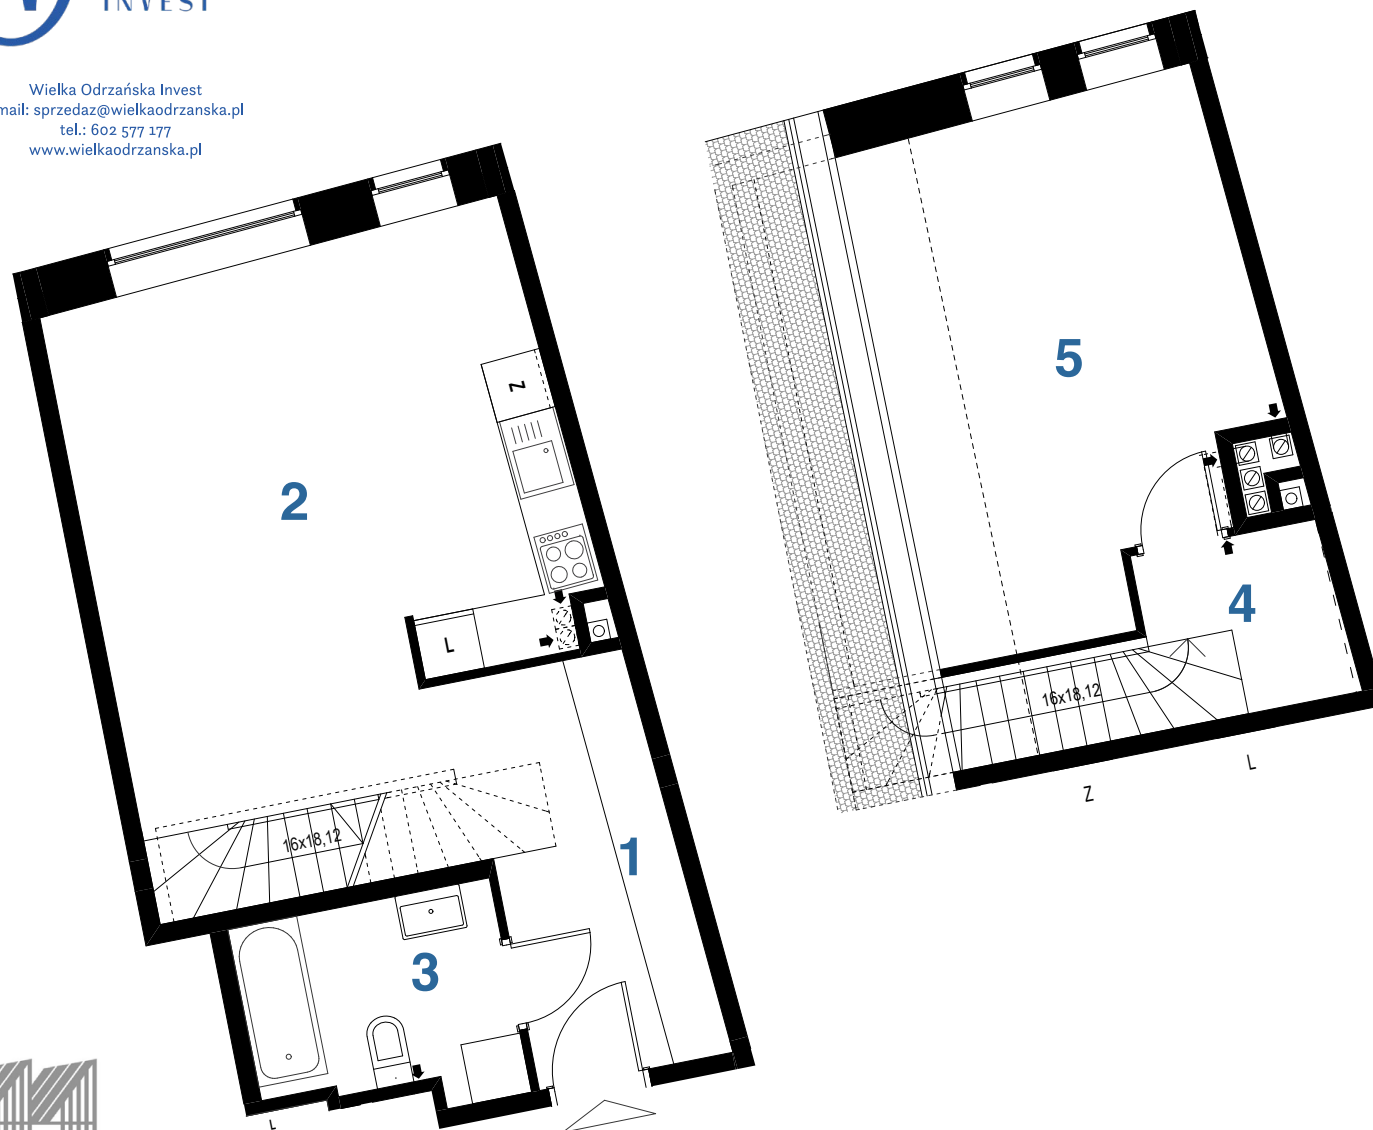 INVEST
Wielka Odrzańska Invest
mail: sprzedaz@wielkaodrzanska.pl
tel.: 602 577 177
www.wielkaodrzanska.pl
2
Z
L
16x18,12
1
3
L
5
4
16x18,12
L
Z